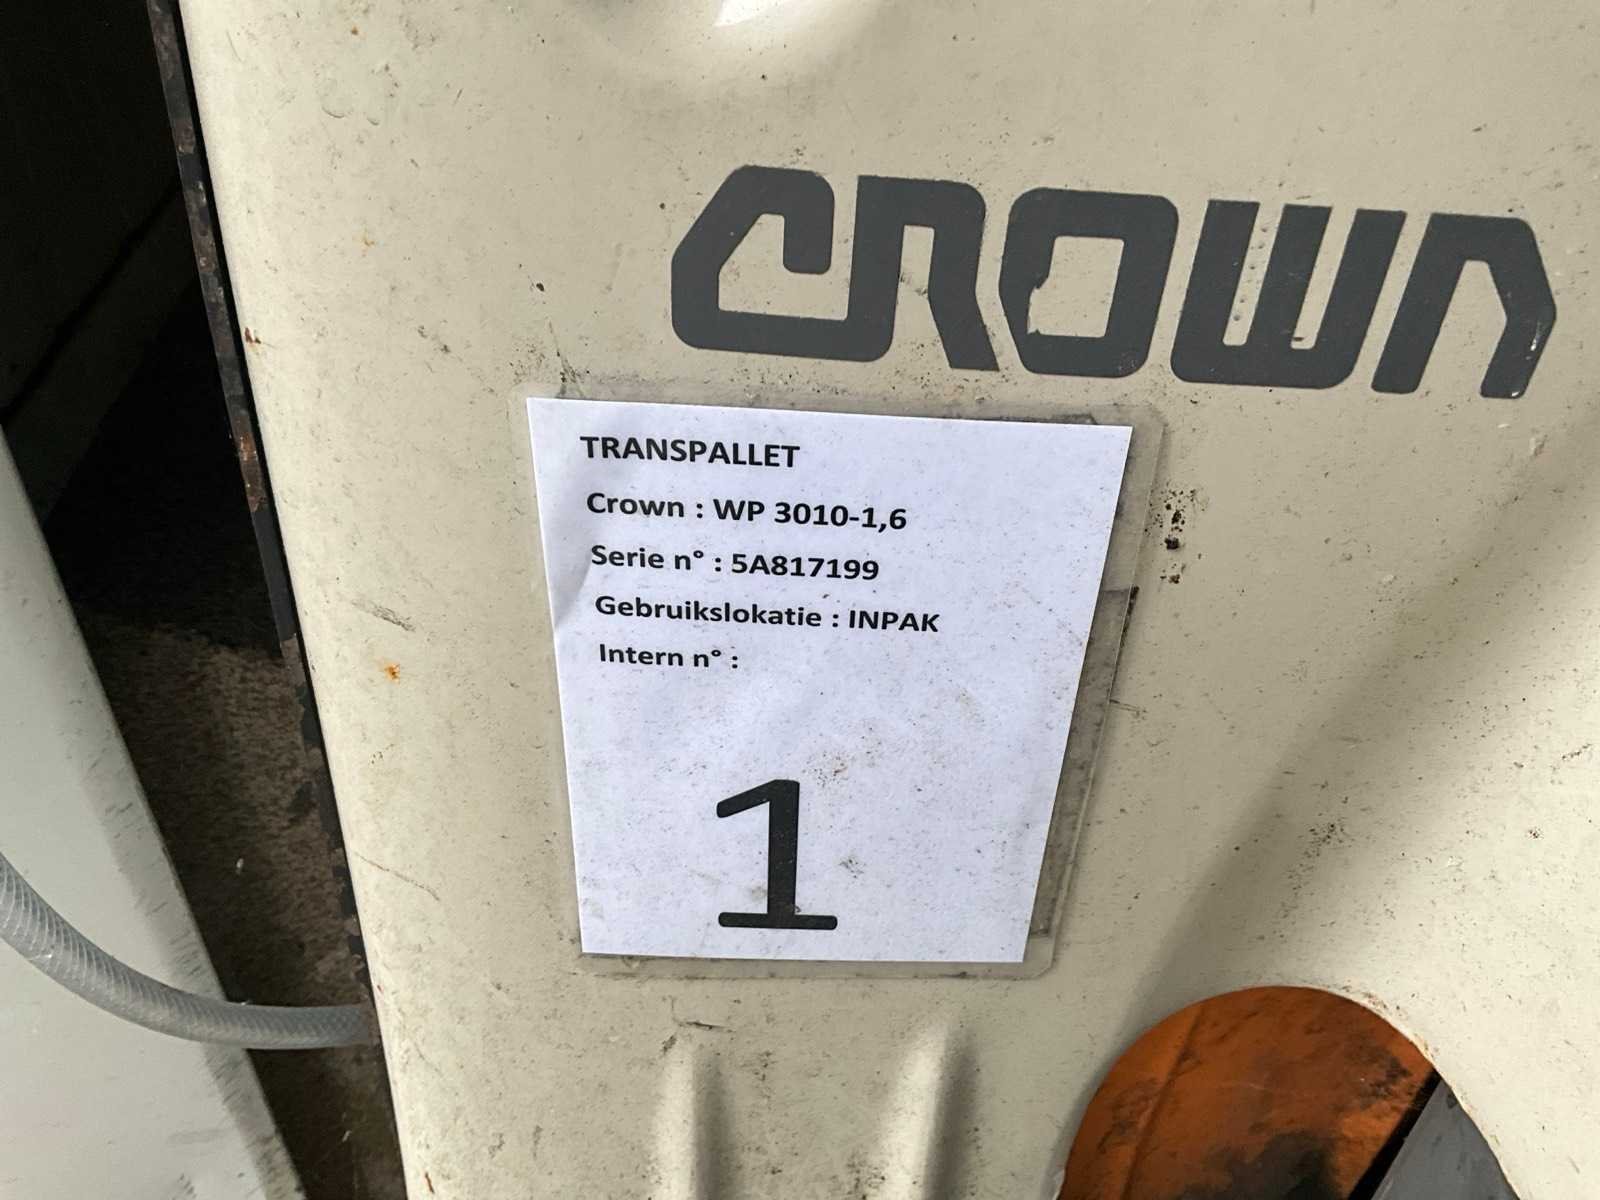 CROWN
TRANSPALLET
Crown : WP 3010-1,6
Serie n° : 5A817199
Gebruikslokatie : INPAK
Intern n° :
1